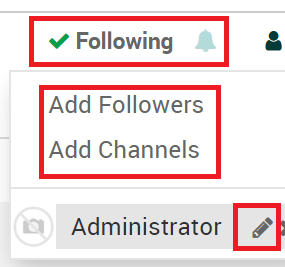 Following
Add Followers
Add Channels
Administrator